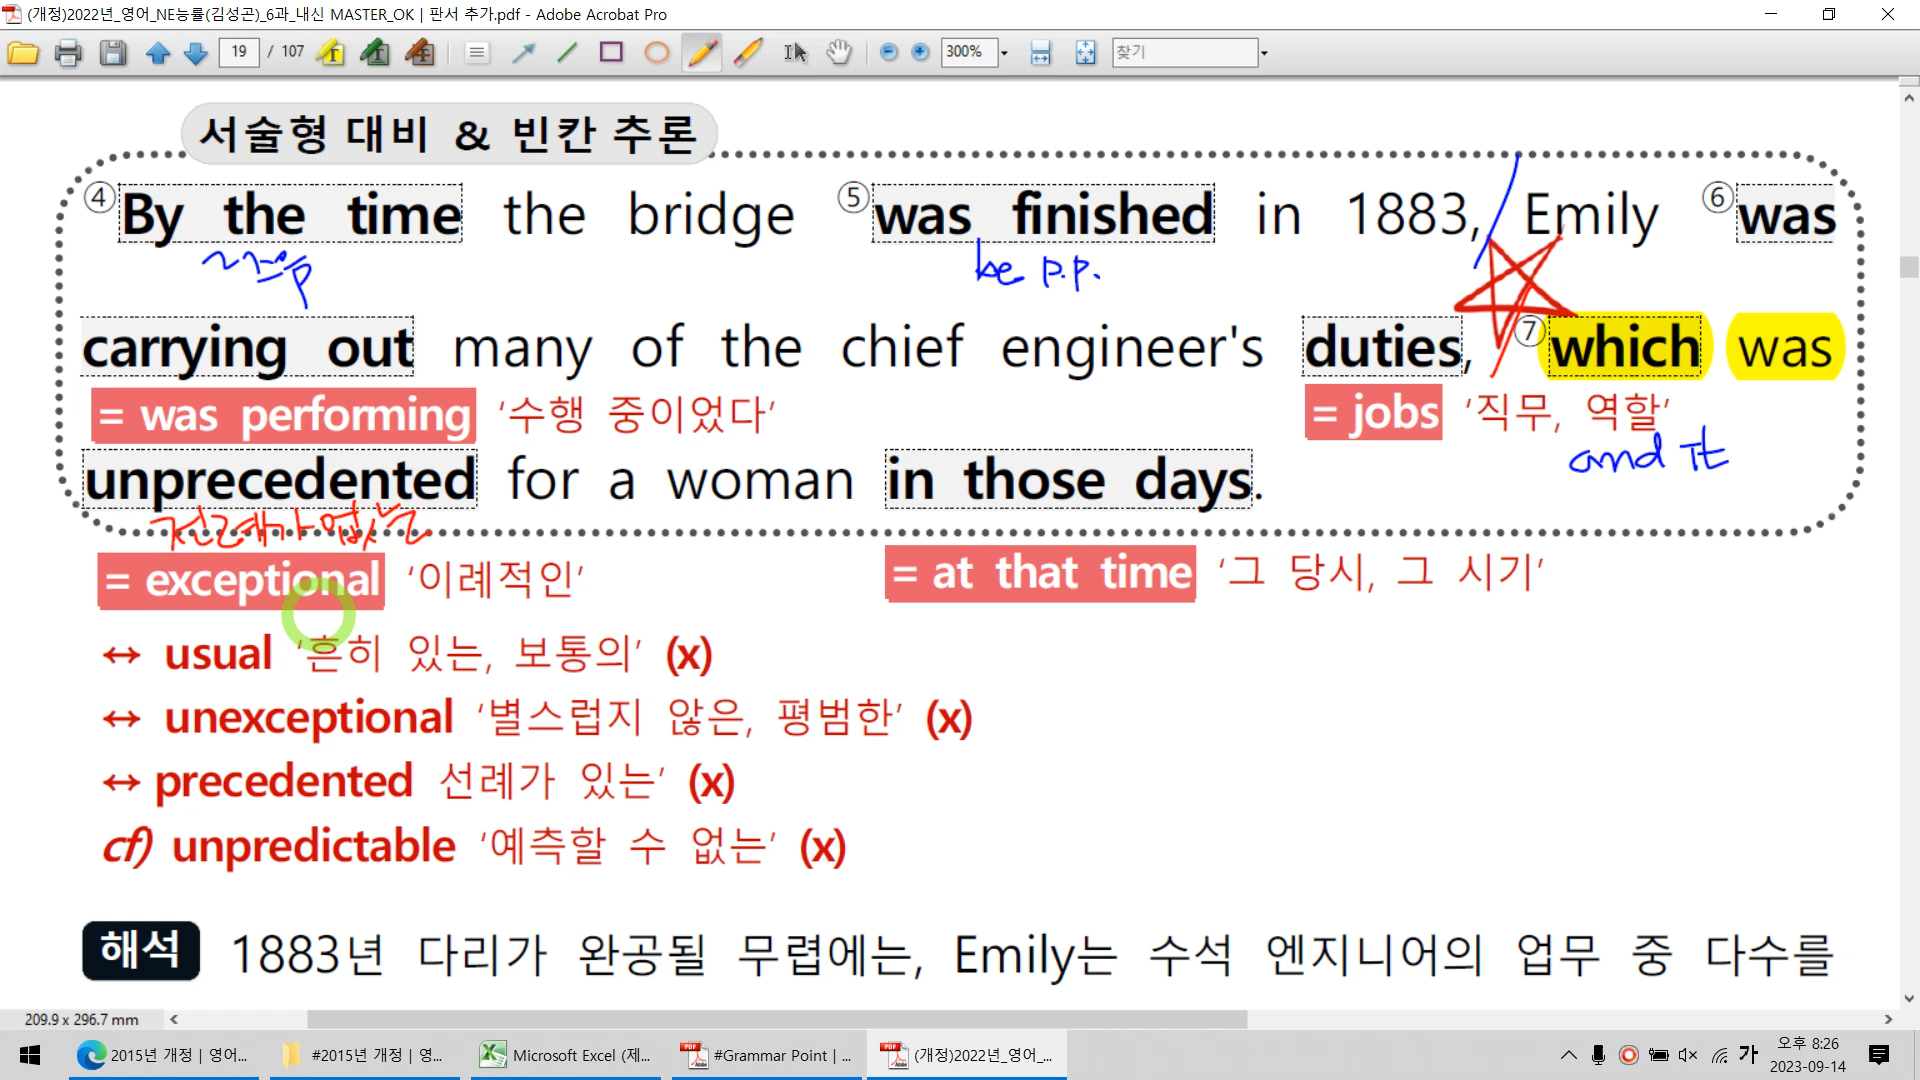 (개정)2022년_영어_NE능률(김성곤)_6과_내신 MASTER_OK | 판서 추가.pdf - Adobe Acrobat Pro
19 / 107 300% 찾기
서술형 대비 & 빈칸 추론
④ By the time the bridge ⑤ was finished in 1883, Emily ⑥ was
~쯤 be p.p.
carrying out many of the chief engineer's duties, ⑦ which was
= was performing '수행 중이었다' = jobs '직무, 역할'
and it
unprecedented for a woman in those days.
전례가 없는
= exceptional '이례적인' = at that time '그 당시, 그 시기'
↔ usual '흔히 있는, 보통의' (x)
↔ unexceptional '별스럽지 않은, 평범한' (x)
↔ precedented 선례가 있는' (x)
cf) unpredictable '예측할 수 없는' (x)
해석 1883년 다리가 완공될 무렵에는, Emily는 수석 엔지니어의 업무 중 다수를
209.9 x 296.7 mm
2015년 개정 | 영어... #2015년 개정 | 영... Microsoft Excel (제... #Grammar Point | ... (개정)2022년_영어_... 가 오후 8:26
2023-09-14